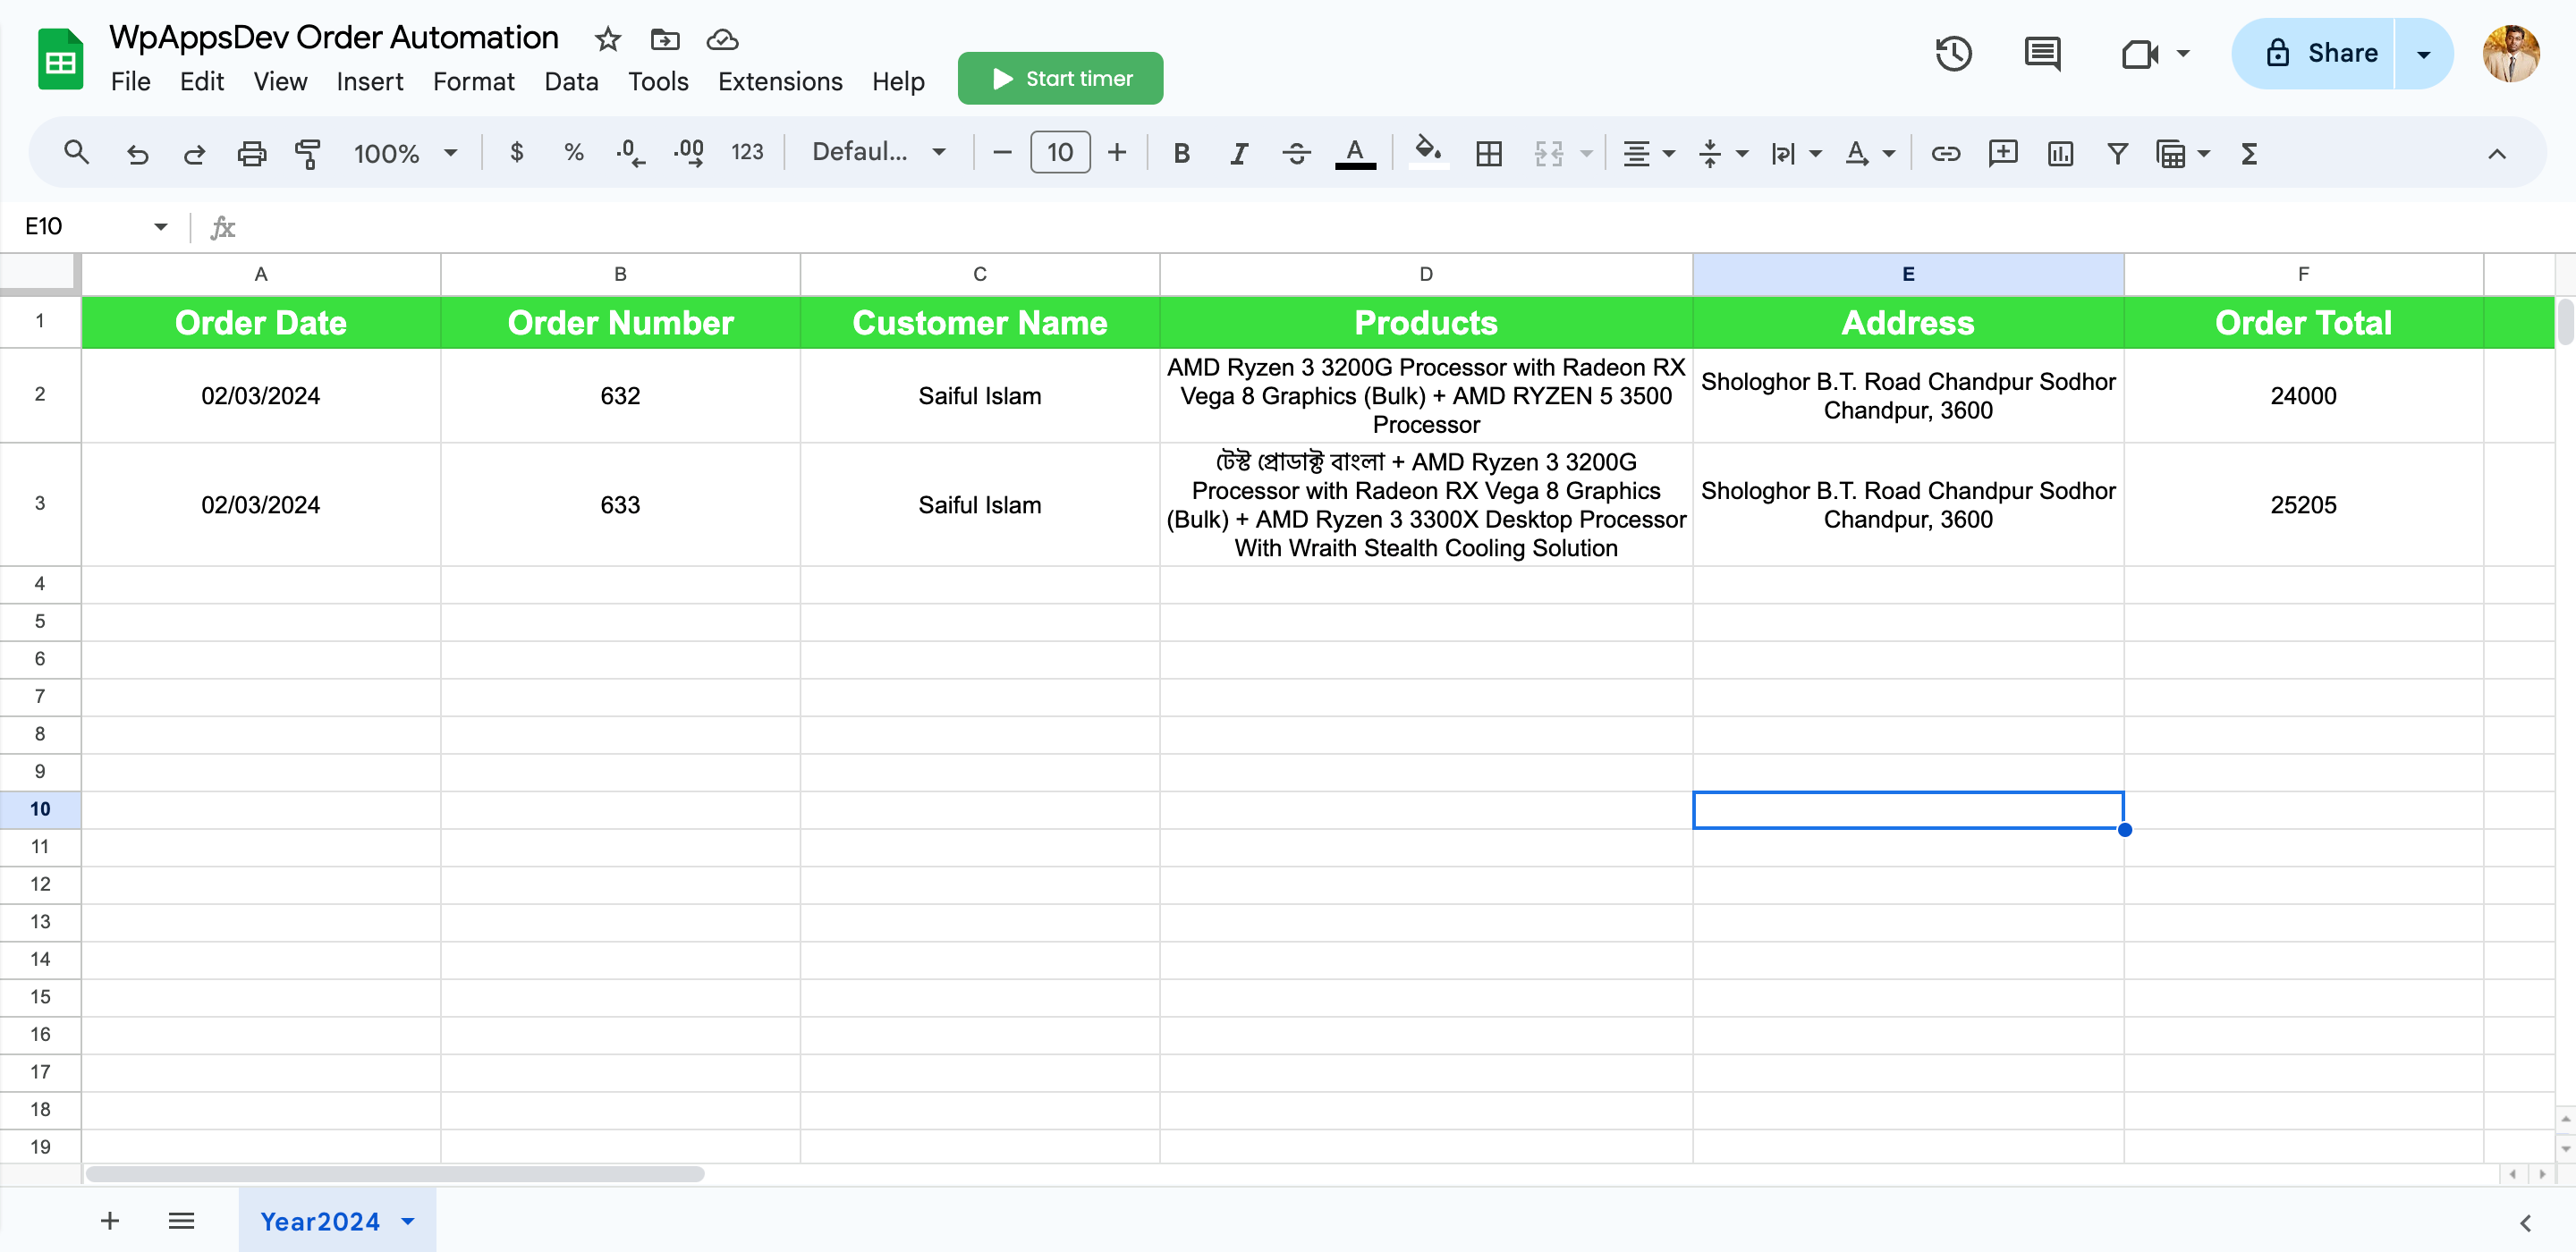 WpAppsDev Order Automation
File Edit View Insert Format Data Tools Extensions Help
Start timer
Share
100% $ % .0 .00 123 Defaul... 10 B I A A Σ
E10 fx
A B C D E F
1 Order Date Order Number Customer Name Products Address Order Total
2 02/03/2024 632 Saiful Islam AMD Ryzen 3 3200G Processor with Radeon RX
Vega 8 Graphics (Bulk) + AMD RYZEN 5 3500
Processor
Shologhor B.T. Road Chandpur Sodhor
Chandpur, 3600
24000
3 02/03/2024 633 Saiful Islam টেস্ট প্রোডাক্ট বাংলা + AMD Ryzen 3 3200G
Processor with Radeon RX Vega 8 Graphics
(Bulk) + AMD Ryzen 3 3300X Desktop Processor
With Wraith Stealth Cooling Solution
Shologhor B.T. Road Chandpur Sodhor
Chandpur, 3600
25205
4
5
6
7
8
9
10
11
12
13
14
15
16
17
18
19
Year2024